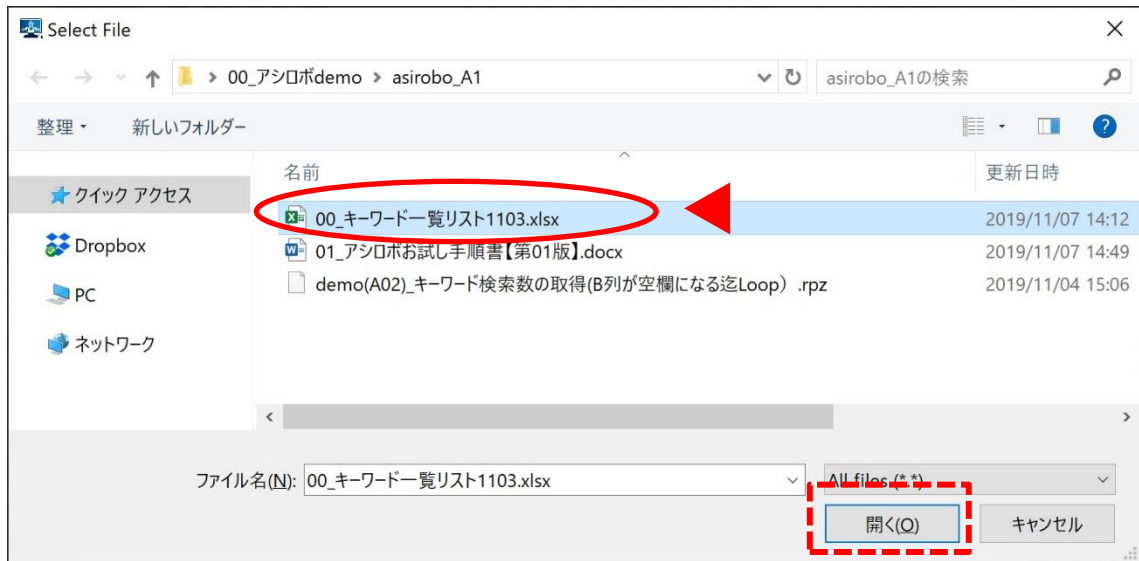 Select File
00_アシロボdemo > asirobo_A1
asirobo_A1の検索
整理
新しいフォルダー
名前
更新日時
クイック アクセス
00_キーワード一覧リスト1103.xlsx
2019/11/07 14:12
Dropbox
01_アシロボお試し手順書【第01版】.docx
2019/11/07 14:49
PC
demo(A02)_キーワード検索数の取得(B列が空欄になる迄Loop）.rpz
2019/11/04 15:06
ネットワーク
ファイル名(N): 00_キーワード一覧リスト1103.xlsx
All files (*.*)
開く(O)
キャンセル